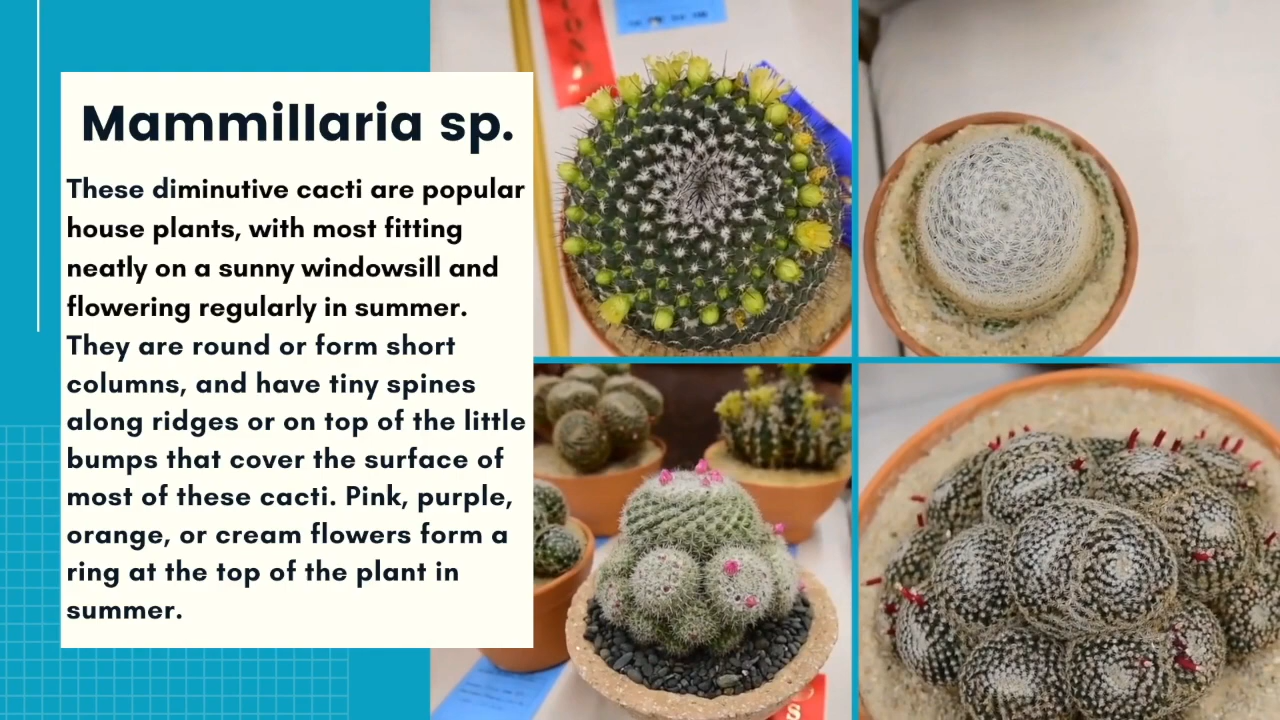 Mammillaria sp.
These diminutive cacti are popular
house plants, with most fitting
neatly on a sunny windowsill and
flowering regularly in summer.
They are round or form short
columns, and have tiny spines
along ridges or on top of the little
bumps that cover the surface of
most of these cacti. Pink, purple,
orange, or cream flowers form a
ring at the top of the plant in
summer.